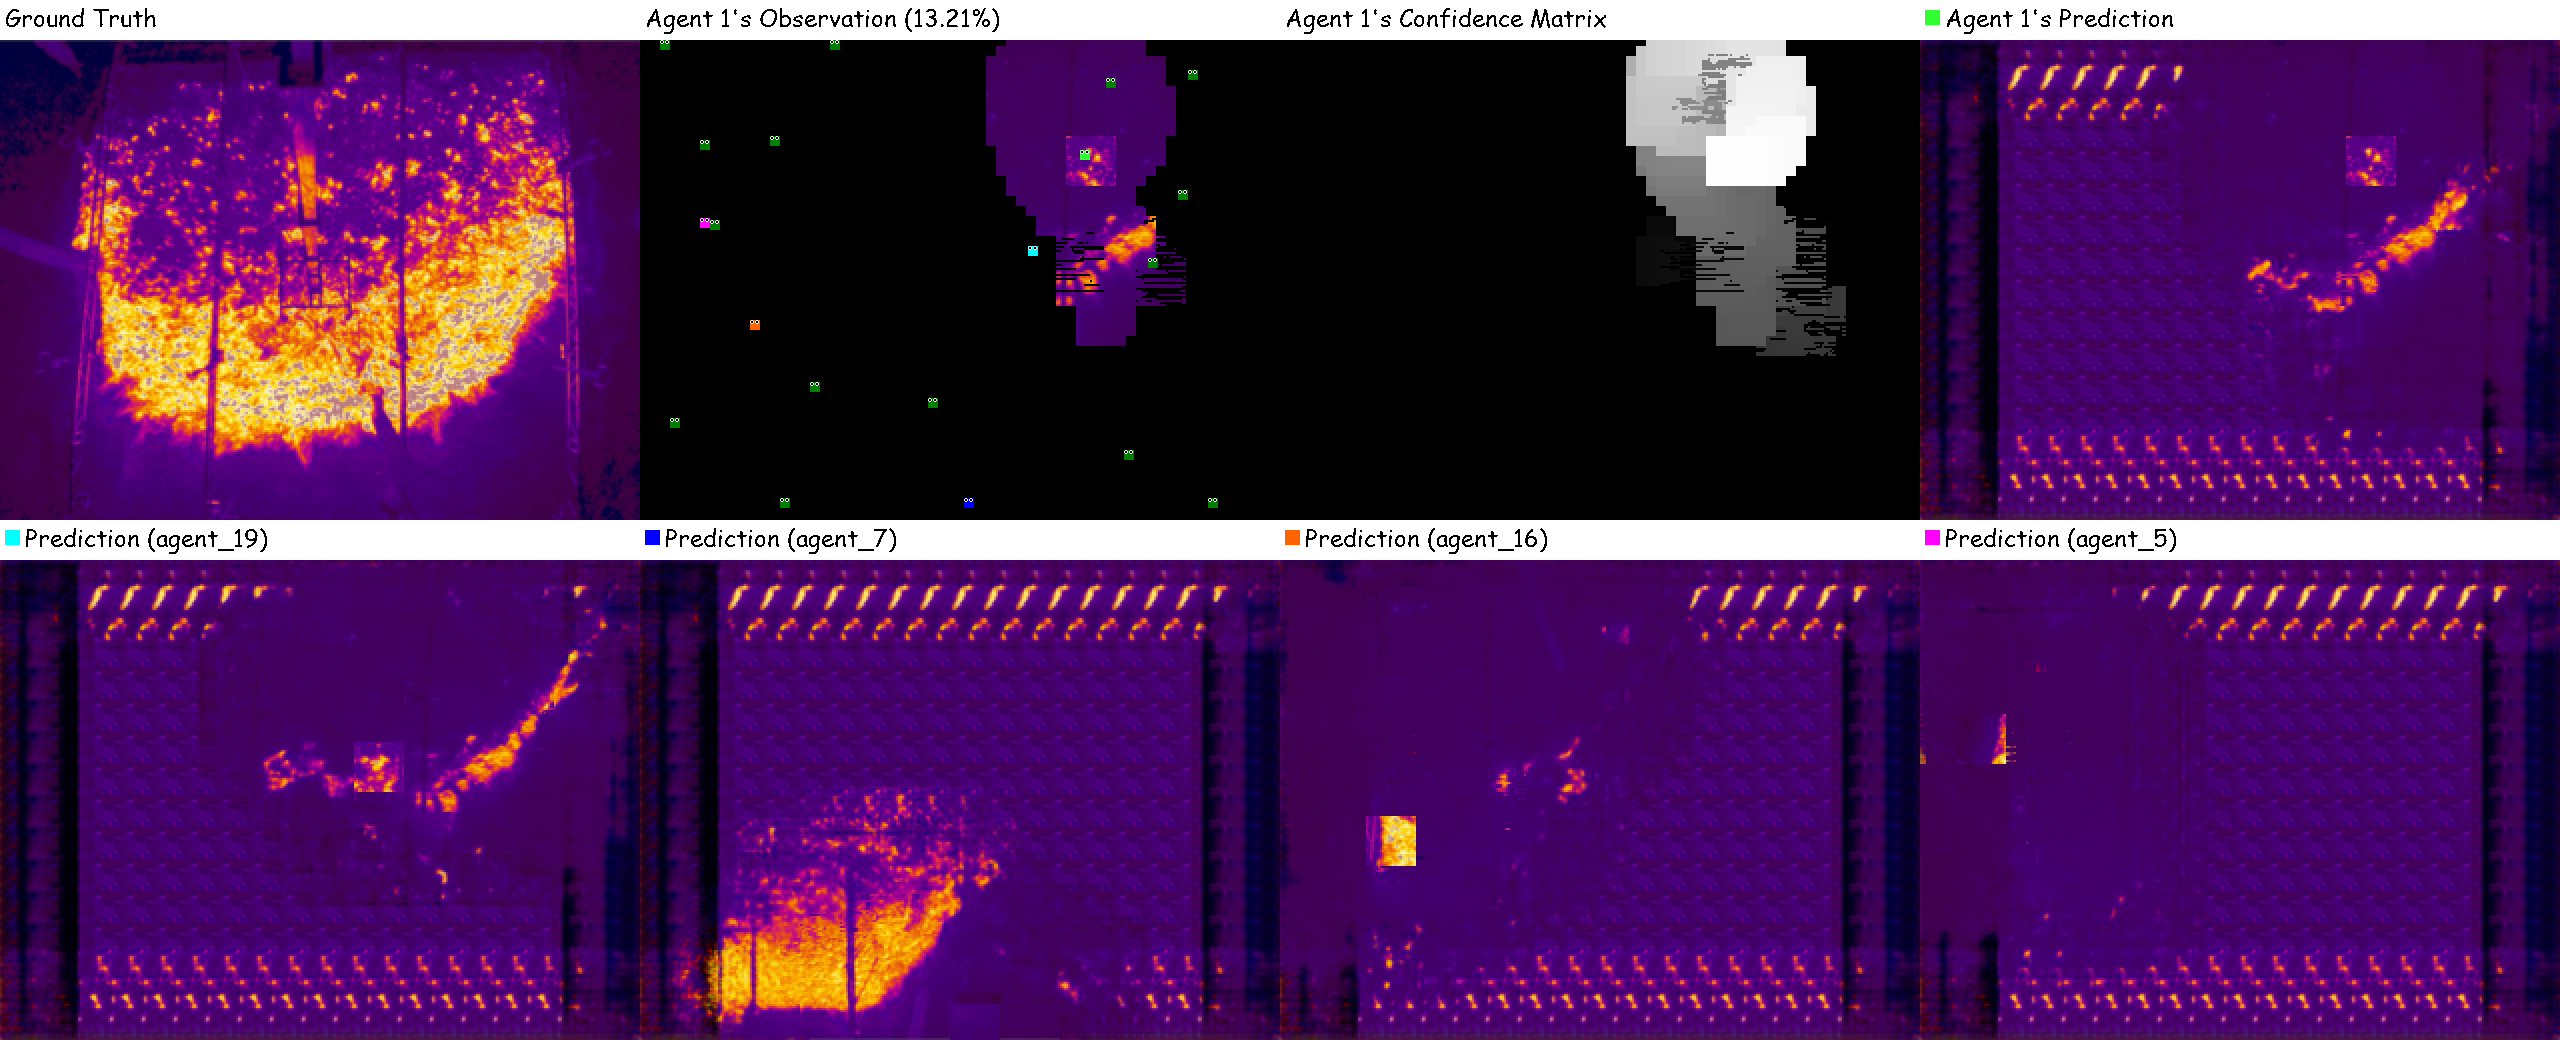 Ground Truth
Agent 1's Observation (13.21%)
Agent 1's Confidence Matrix
Agent 1's Prediction
Prediction (agent_19)
Prediction (agent_7)
Prediction (agent_16)
Prediction (agent_5)